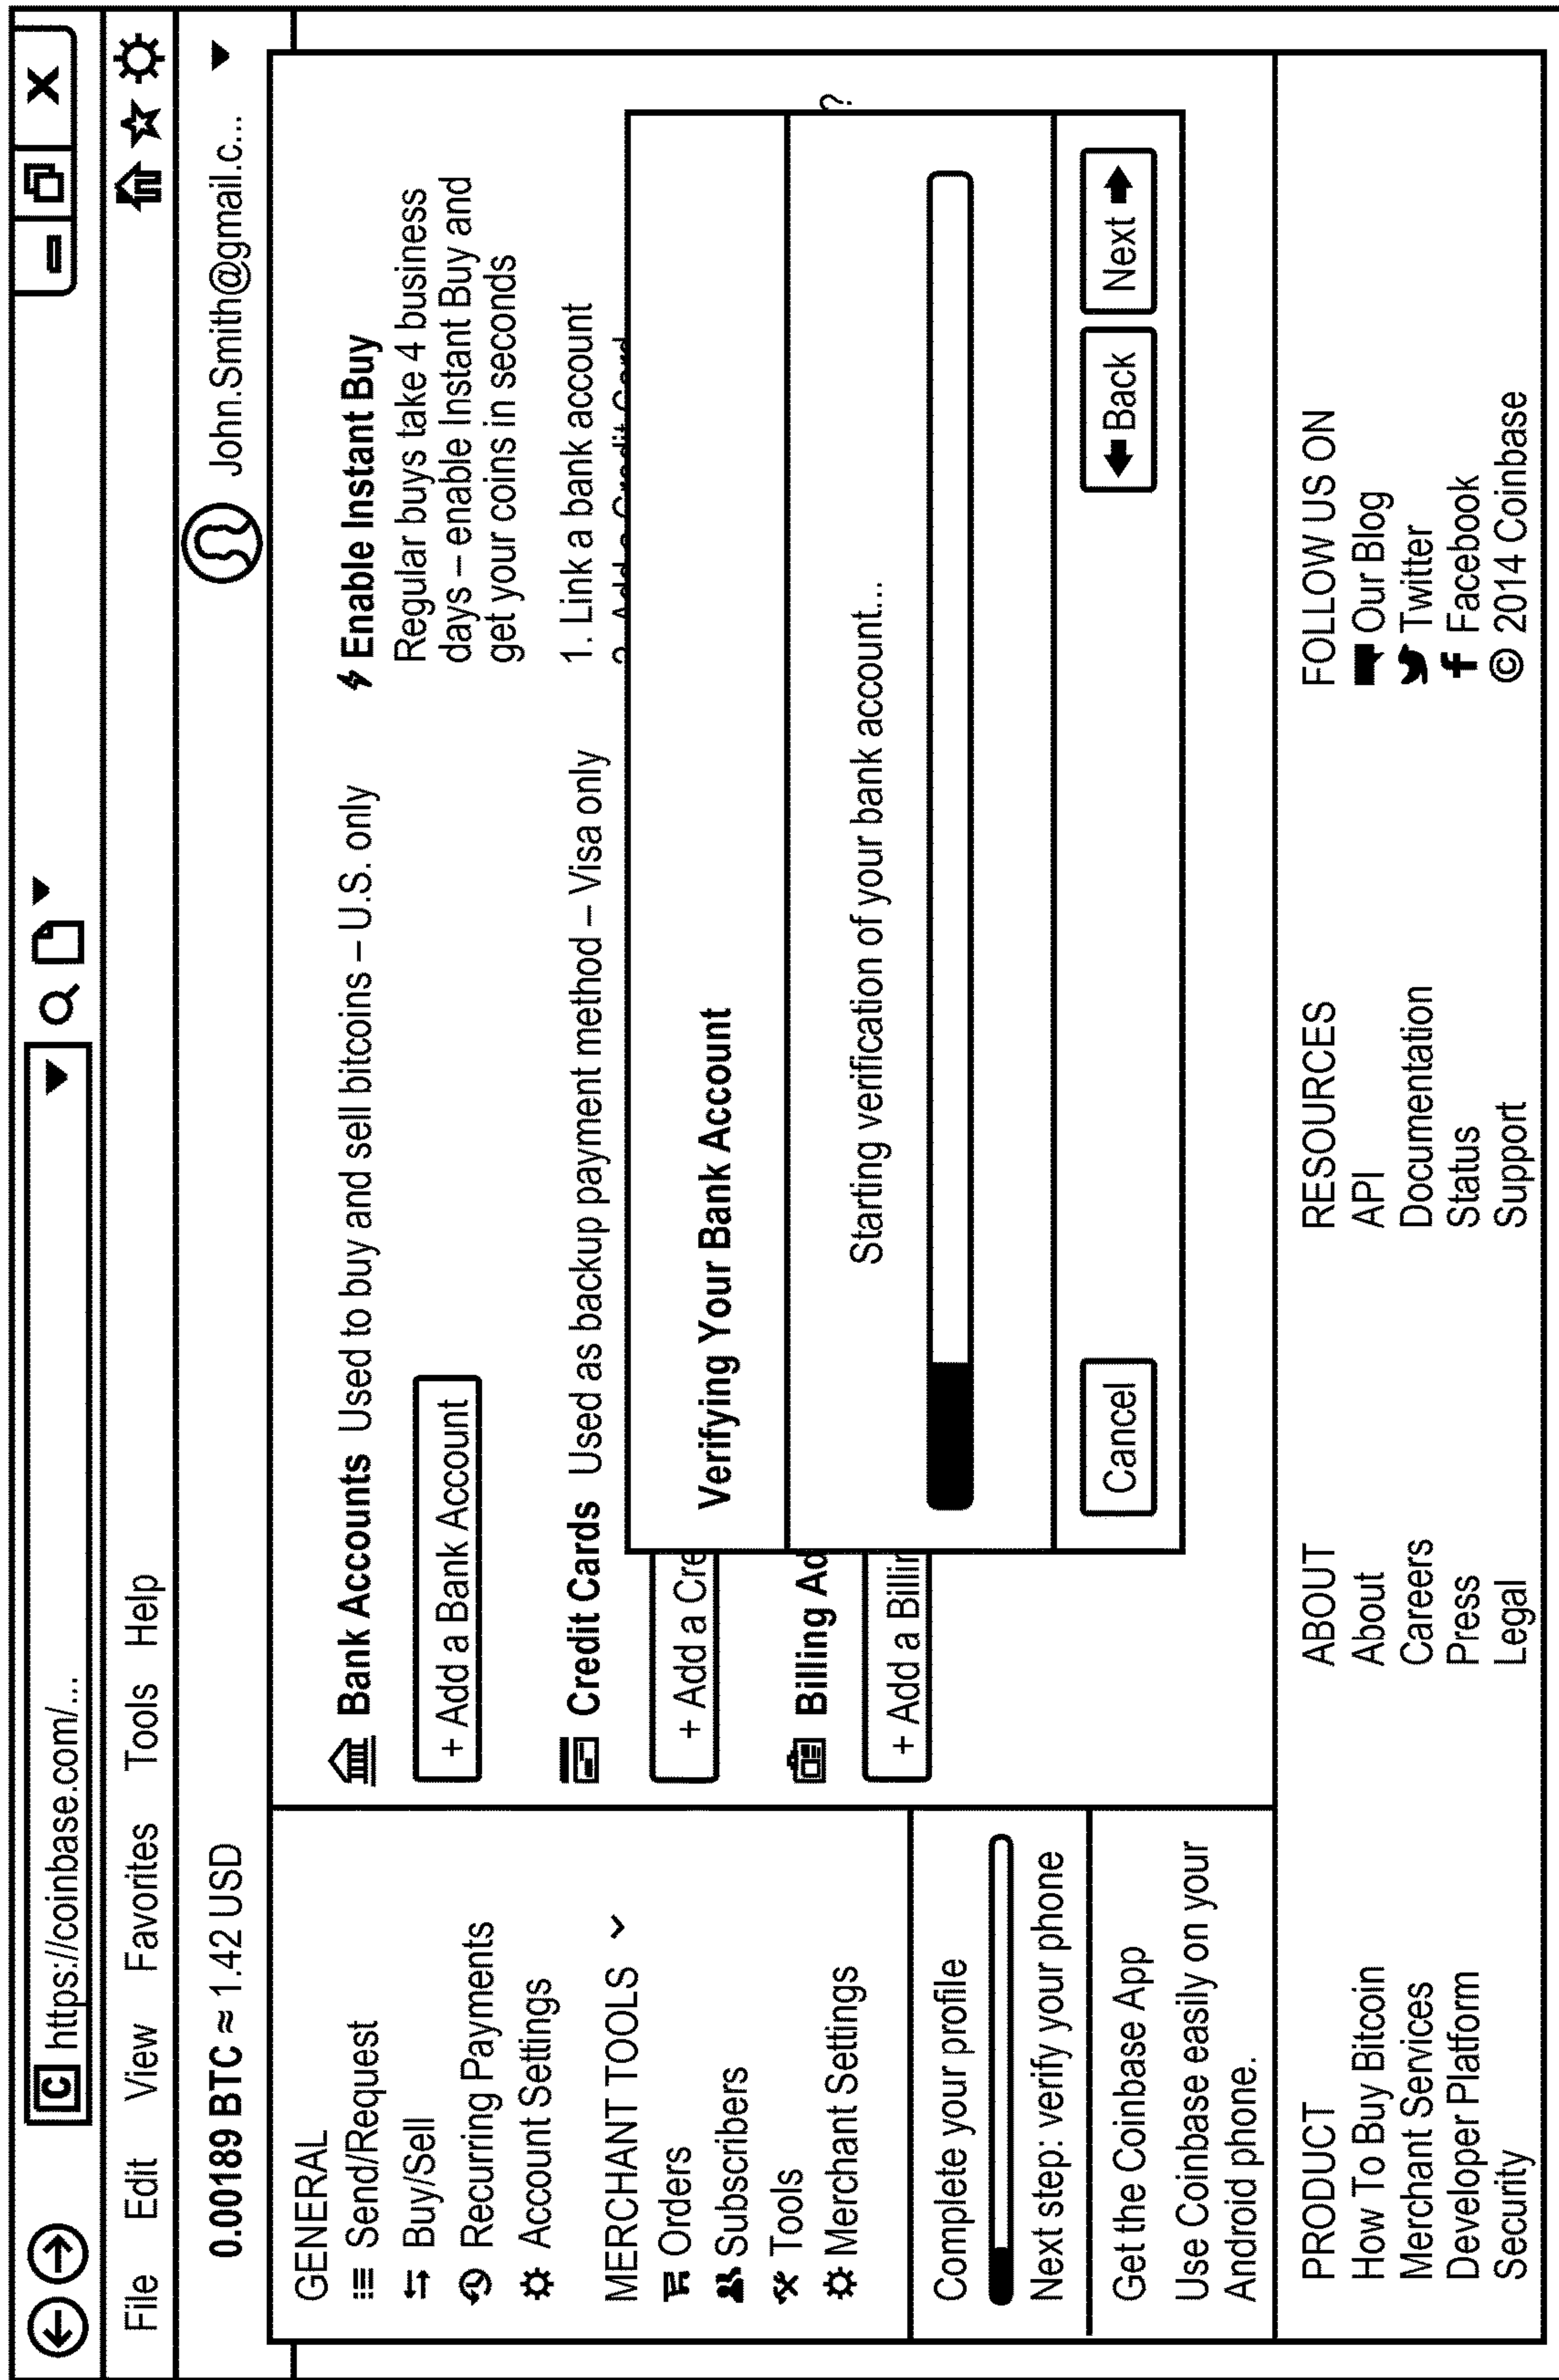 https://coinbase.com/...
X
File Edit View Favorites Tools Help
0.00189 BTC ≈ 1.42 USD
John.Smith@gmail.c...
GENERAL
Send/Request
Buy/Sell
Recurring Payments
Account Settings
MERCHANT TOOLS
Orders
Subscribers
Tools
Merchant Settings
Complete your profile
Next step: verify your phone
Get the Coinbase App
Use Coinbase easily on your
Android phone.
Bank Accounts Used to buy and sell bitcoins – U.S. only
+ Add a Bank Account
Credit Cards Used as backup payment method – Visa only
+ Add a Cre
Billing Ad
+ Add a Billin
Enable Instant Buy
Regular buys take 4 business
days – enable Instant Buy and
get your coins in seconds
1. Link a bank account
2. Add a Credit Card
?
Verifying Your Bank Account
Starting verification of your bank account...
Cancel
Back
Next
PRODUCT
How To Buy Bitcoin
Merchant Services
Developer Platform
Security
ABOUT
About
Careers
Press
Legal
RESOURCES
API
Documentation
Status
Support
FOLLOW US ON
Our Blog
Twitter
Facebook
© 2014 Coinbase